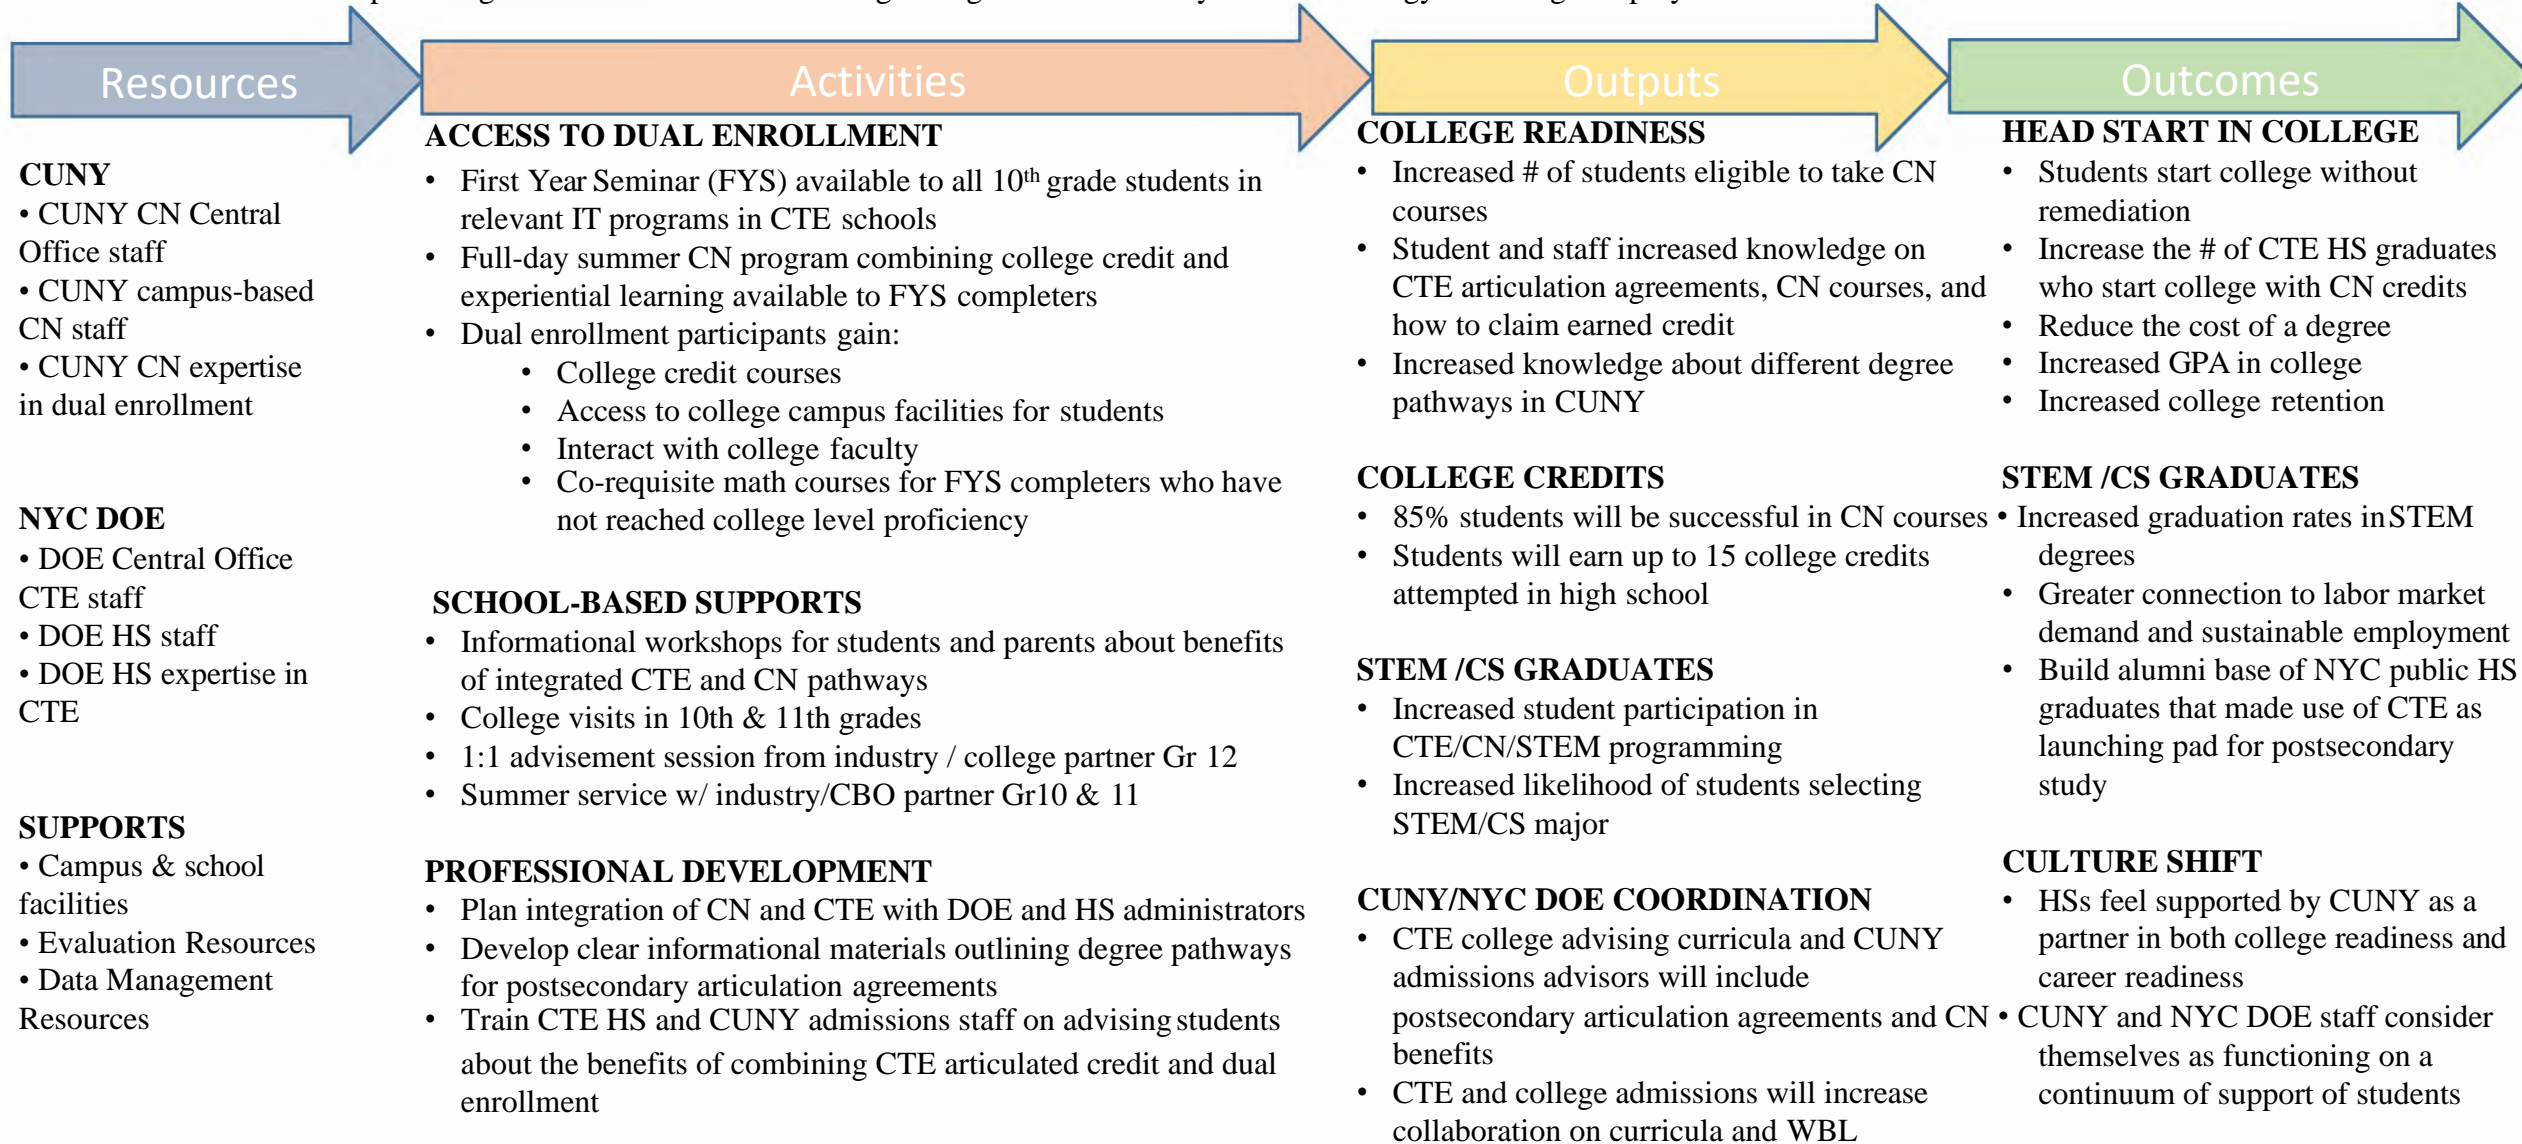 Resources
CUNY
• CUNY CN Central
Office staff
• CUNY campus-based
CN staff
• CUNY CN expertise
in dual enrollment
NYC DOE
• DOE Central Office
CTE staff
• DOE HS staff
• DOE HS expertise in
CTE
SUPPORTS
• Campus & school
facilities
• Evaluation Resources
• Data Management
Resources
Activities
ACCESS TO DUAL ENROLLMENT
• First Year Seminar (FYS) available to all 10th grade students in
relevant IT programs in CTE schools
• Full-day summer CN program combining college credit and
experiential learning available to FYS completers
• Dual enrollment participants gain:
• College credit courses
• Access to college campus facilities for students
• Interact with college faculty
• Co-requisite math courses for FYS completers who have
not reached college level proficiency
SCHOOL-BASED SUPPORTS
• Informational workshops for students and parents about benefits
of integrated CTE and CN pathways
• College visits in 10th & 11th grades
• 1:1 advisement session from industry / college partner Gr 12
• Summer service w/ industry/CBO partner Gr10 & 11
PROFESSIONAL DEVELOPMENT
• Plan integration of CN and CTE with DOE and HS administrators
• Develop clear informational materials outlining degree pathways
for postsecondary articulation agreements
• Train CTE HS and CUNY admissions staff on advising students
about the benefits of combining CTE articulated credit and dual
enrollment
Outputs
COLLEGE READINESS
• Increased # of students eligible to take CN
courses
• Student and staff increased knowledge on
CTE articulation agreements, CN courses, and
how to claim earned credit
• Increased knowledge about different degree
pathways in CUNY
COLLEGE CREDITS
• 85% students will be successful in CN courses
• Students will earn up to 15 college credits
attempted in high school
STEM /CS GRADUATES
• Increased student participation in
CTE/CN/STEM programming
• Increased likelihood of students selecting
STEM/CS major
CUNY/NYC DOE COORDINATION
• CTE college advising curricula and CUNY
admissions advisors will include
postsecondary articulation agreements and CN
benefits
• CTE and college admissions will increase
collaboration on curricula and WBL
Outcomes
HEAD START IN COLLEGE
• Students start college without
remediation
• Increase the # of CTE HS graduates
who start college with CN credits
• Reduce the cost of a degree
• Increased GPA in college
• Increased college retention
STEM /CS GRADUATES
• Increased graduation rates in STEM
degrees
• Greater connection to labor market
demand and sustainable employment
• Build alumni base of NYC public HS
graduates that made use of CTE as
launching pad for postsecondary
study
CULTURE SHIFT
• HSs feel supported by CUNY as a
partner in both college readiness and
career readiness
• CUNY and NYC DOE staff consider
themselves as functioning on a
continuum of support of students